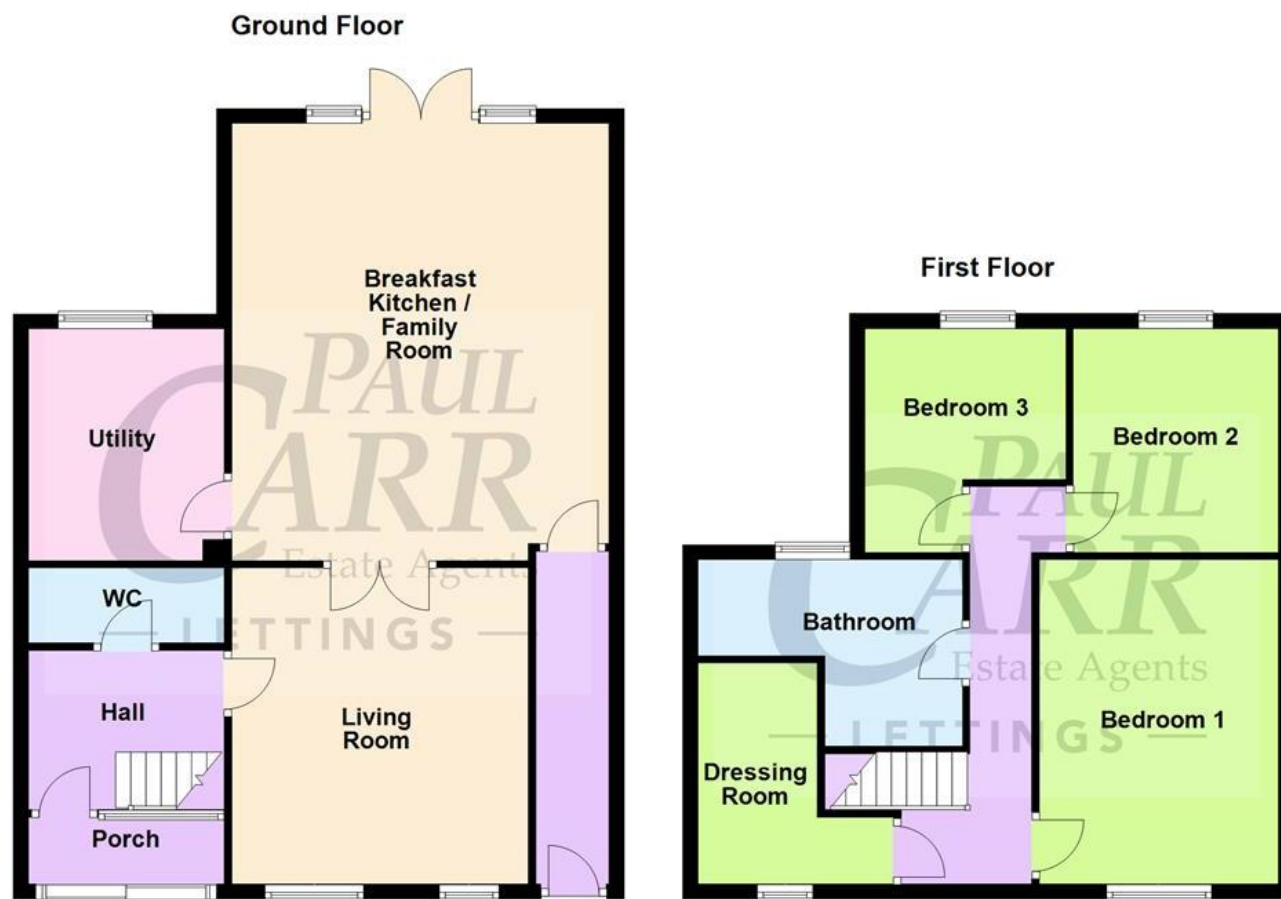 Ground Floor
Breakfast
Kitchen /
Family
Room
Utility
WC
Hall
Living
Room
Porch
PAUL
CARR
Estate Agents
LETTINGS
First Floor
Bedroom 3
Bedroom 2
Bathroom
Bedroom 1
Dressing
Room
PAUL
CARR
Estate Agents
LETTINGS